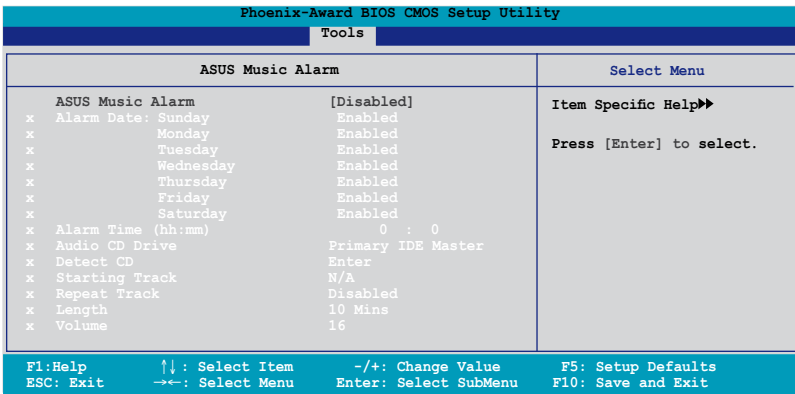 Phoenix-Award BIOS CMOS Setup Utility
Tools
ASUS Music Alarm Select Menu
ASUS Music Alarm [Disabled]
x Alarm Date: Sunday Enabled
x Monday Enabled
x Tuesday Enabled
x Wednesday Enabled
x Thursday Enabled
x Friday Enabled
x Saturday Enabled
x Alarm Time (hh:mm) 0 : 0
x Audio CD Drive Primary IDE Master
x Detect CD Enter
x Starting Track N/A
x Repeat Track Disabled
x Length 10 Mins
x Volume 16
Item Specific Help▶▶
Press [Enter] to select.
F1:Help ↑↓: Select Item -/+: Change Value F5: Setup Defaults
ESC: Exit →←: Select Menu Enter: Select SubMenu F10: Save and Exit